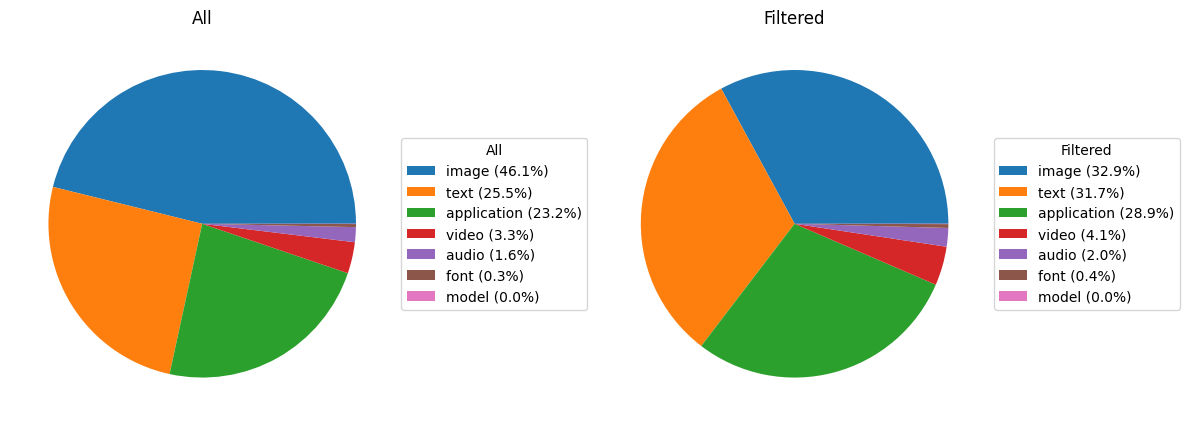 All
All
image (46.1%)
text (25.5%)
application (23.2%)
video (3.3%)
audio (1.6%)
font (0.3%)
model (0.0%)
Filtered
Filtered
image (32.9%)
text (31.7%)
application (28.9%)
video (4.1%)
audio (2.0%)
font (0.4%)
model (0.0%)